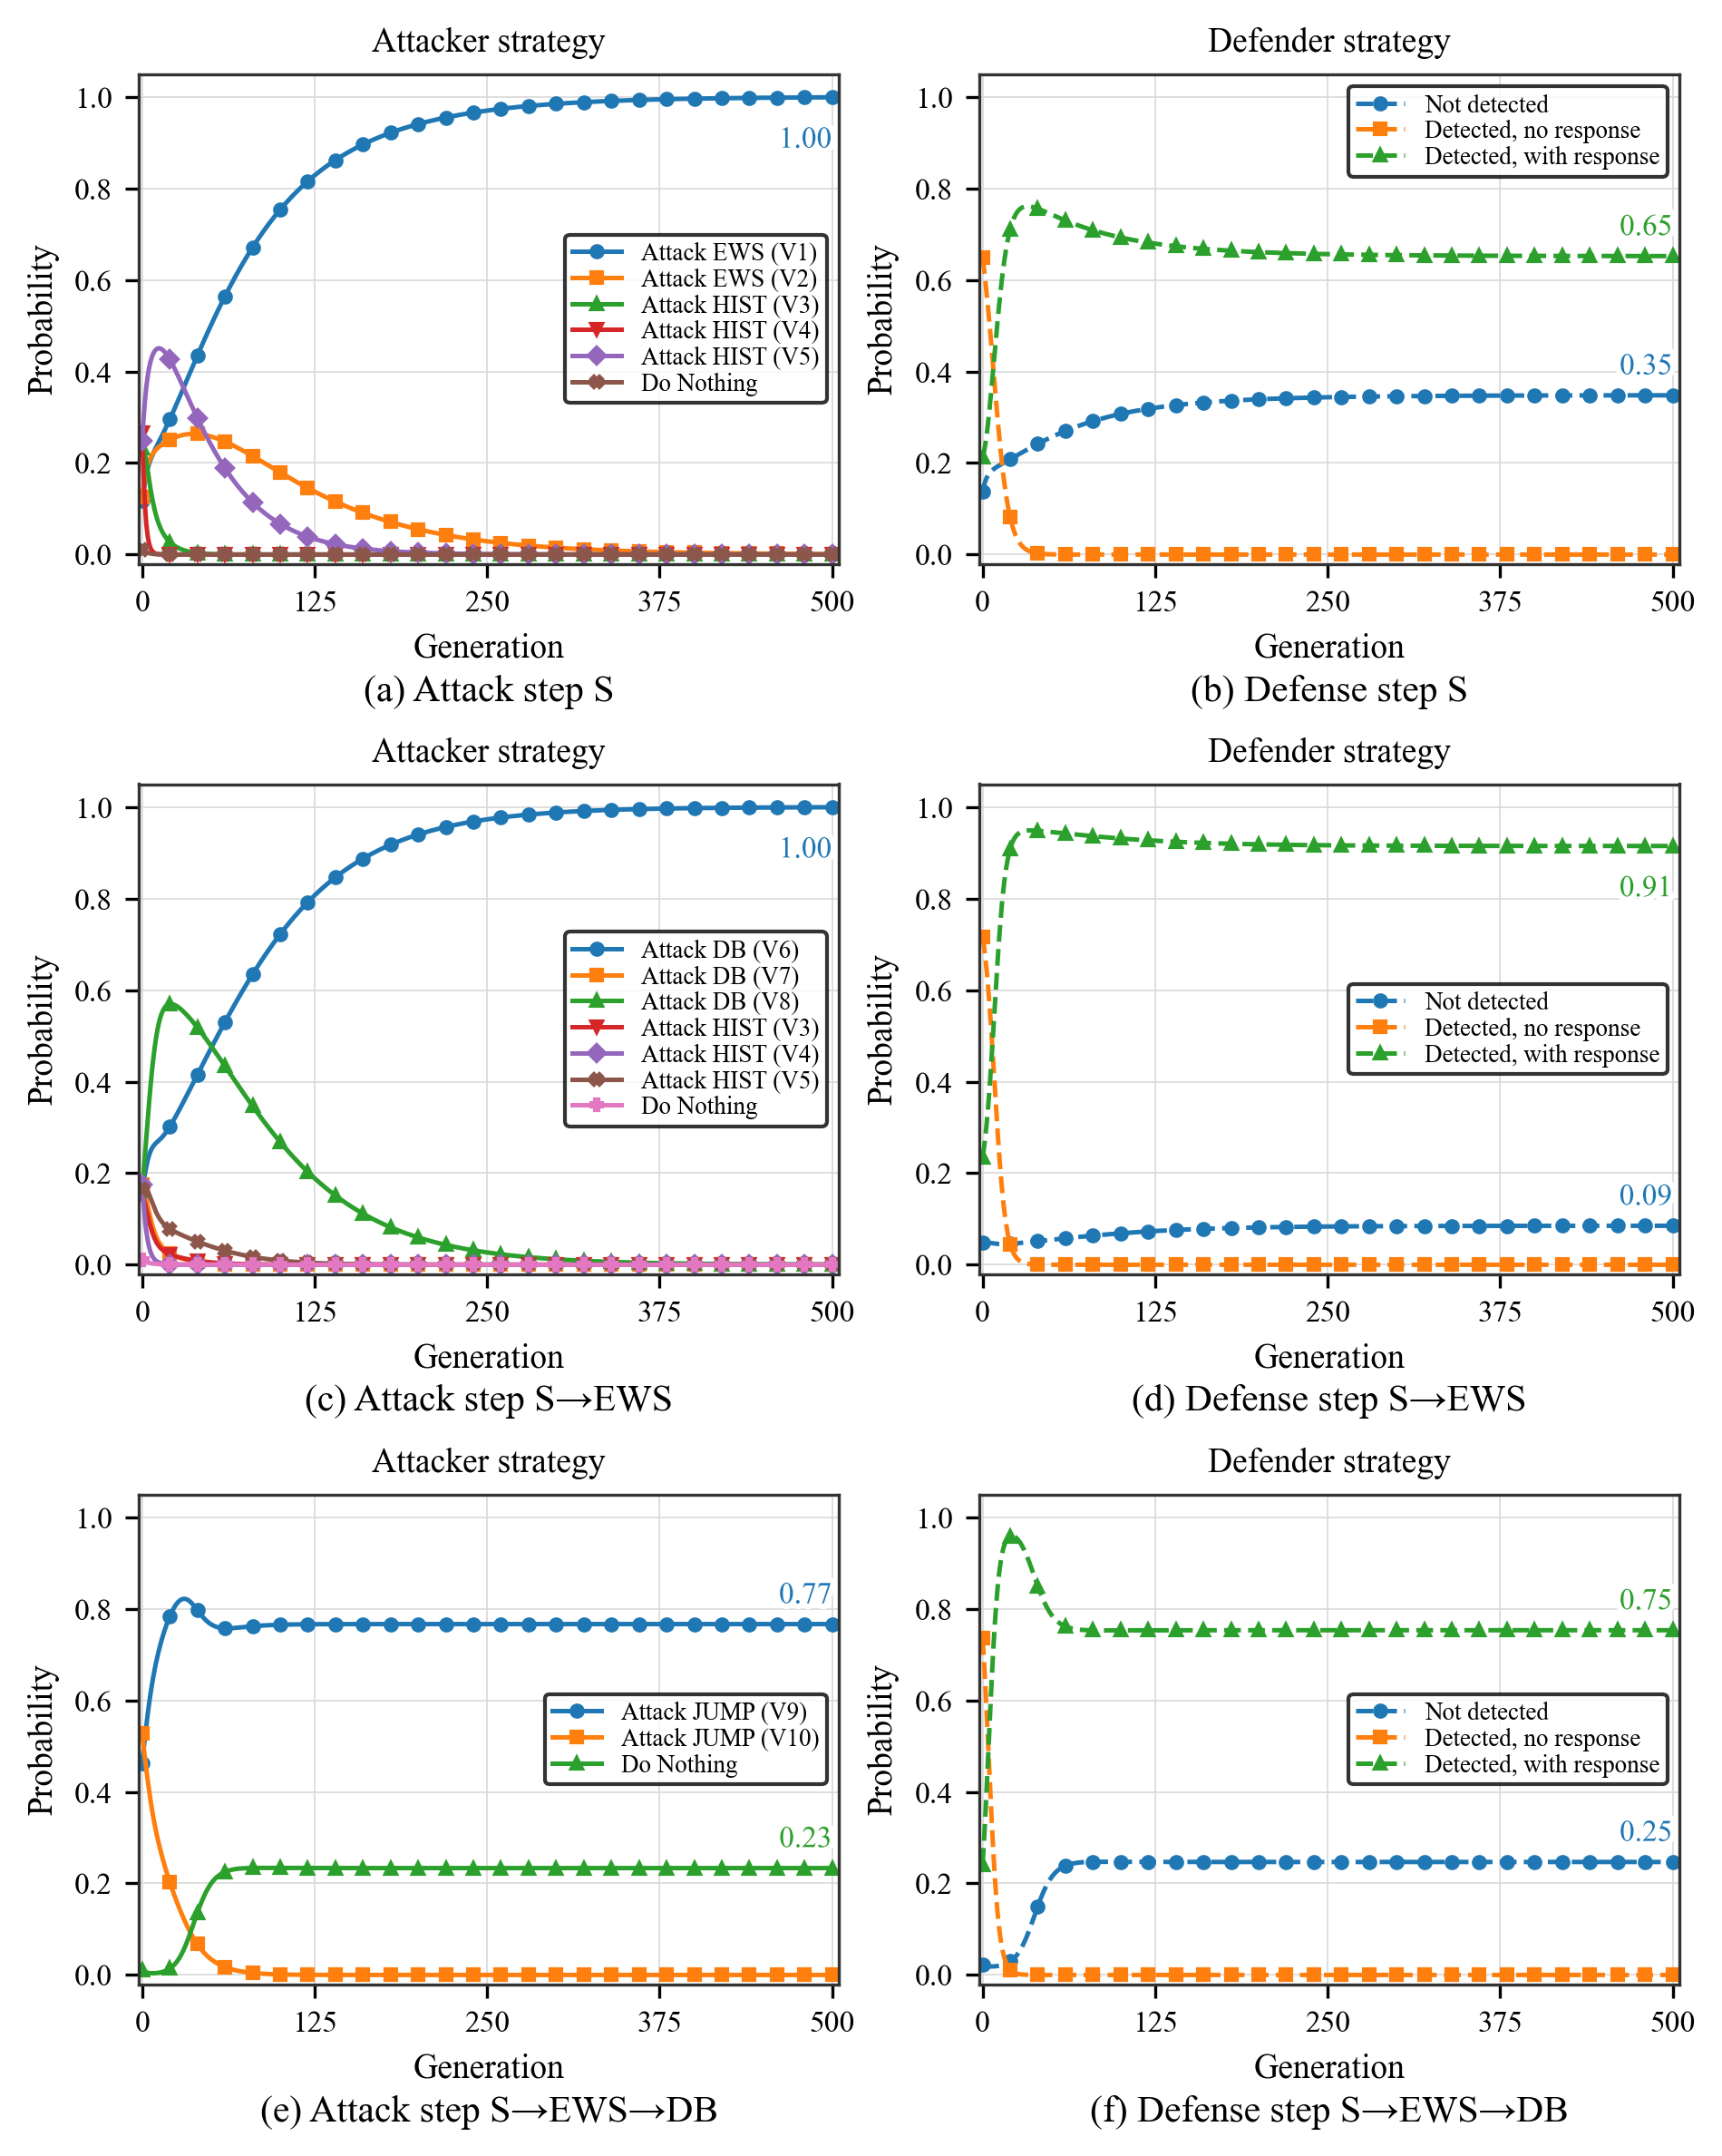 Attacker strategy
1.0
0.8
0.6
0.4
0.2
0.0
Probability
1.00
Attack EWS (V1)
Attack EWS (V2)
Attack HIST (V3)
Attack HIST (V4)
Attack HIST (V5)
Do Nothing
0 125 250 375 500
Generation
(a) Attack step S
Defender strategy
1.0
0.8
0.6
0.4
0.2
0.0
Probability
Not detected
Detected, no response
Detected, with response
0.65
0.35
0 125 250 375 500
Generation
(b) Defense step S
Attacker strategy
1.0
0.8
0.6
0.4
0.2
0.0
Probability
1.00
Attack DB (V6)
Attack DB (V7)
Attack DB (V8)
Attack HIST (V3)
Attack HIST (V4)
Attack HIST (V5)
Do Nothing
0 125 250 375 500
Generation
(c) Attack step S→EWS
Defender strategy
1.0
0.8
0.6
0.4
0.2
0.0
Probability
0.91
Not detected
Detected, no response
Detected, with response
0.09
0 125 250 375 500
Generation
(d) Defense step S→EWS
Attacker strategy
1.0
0.8
0.6
0.4
0.2
0.0
Probability
0.77
Attack JUMP (V9)
Attack JUMP (V10)
Do Nothing
0.23
0 125 250 375 500
Generation
(e) Attack step S→EWS→DB
Defender strategy
1.0
0.8
0.6
0.4
0.2
0.0
Probability
0.75
Not detected
Detected, no response
Detected, with response
0.25
0 125 250 375 500
Generation
(f) Defense step S→EWS→DB